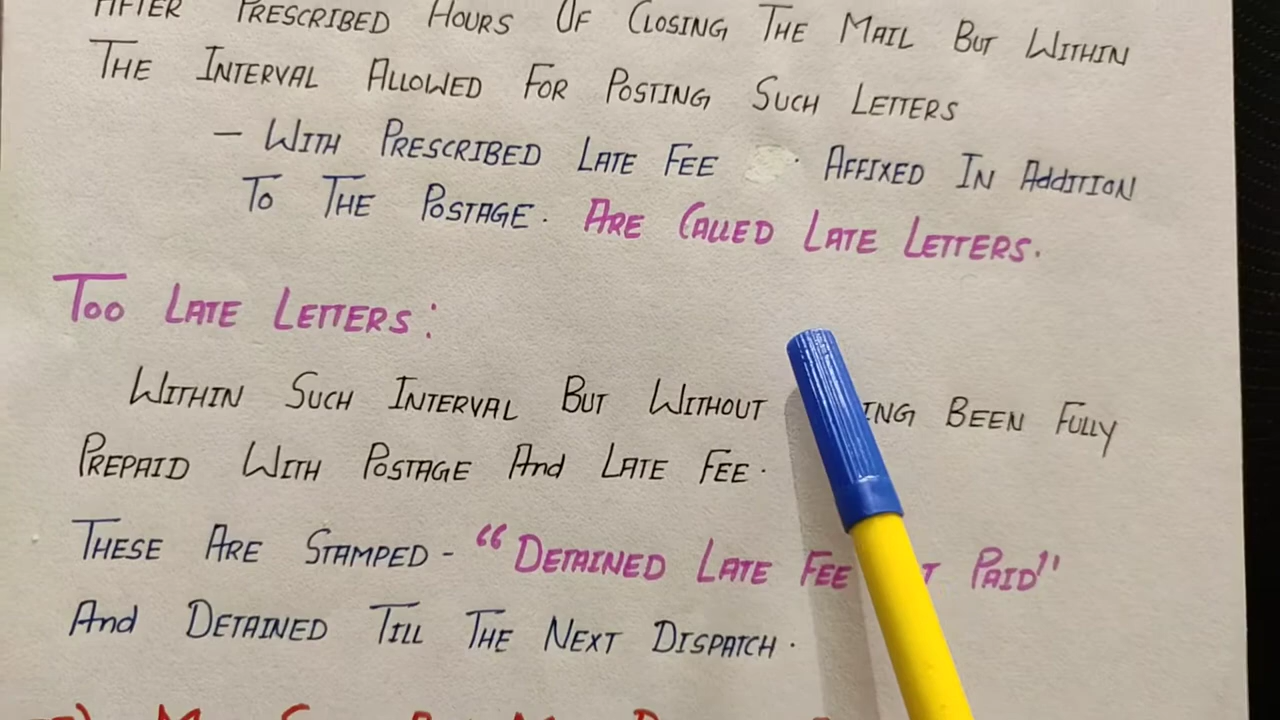 AFTER PRESCRIBED HOURS OF CLOSING THE MAIL BUT WITHIN
THE INTERVAL ALLOWED FOR POSTING SUCH LETTERS
- WITH PRESCRIBED LATE FEE AFFIXED IN ADDITION
TO THE POSTAGE. ARE CALLED LATE LETTERS.
TOO LATE LETTERS:
WITHIN SUCH INTERVAL BUT WITHOUT ING BEEN FULLY
PREPAID WITH POSTAGE And LATE FEE.
THESE ARE STAMPED - "DETAINED LATE FEE T PAID"
And DETAINED TILL THE NEXT DISPATCH.